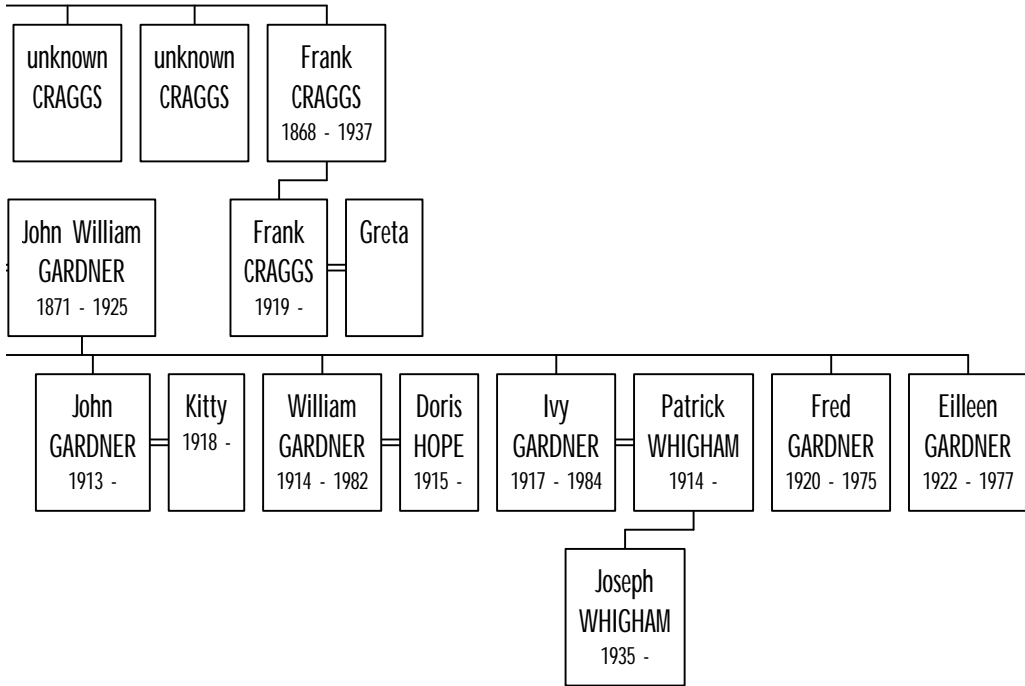 unknown
CRAGGS
unknown
CRAGGS
Frank
CRAGGS
1868 - 1937
John William
GARDNER
1871 - 1925
Frank
CRAGGS
1919 -
Greta
John
GARDNER
1913 -
Kitty
1918 -
William
GARDNER
1914 - 1982
Doris
HOPE
1915 -
Ivy
GARDNER
1917 - 1984
Patrick
WHIGHAM
1914 -
Fred
GARDNER
1920 - 1975
Eilleen
GARDNER
1922 - 1977
Joseph
WHIGHAM
1935 -